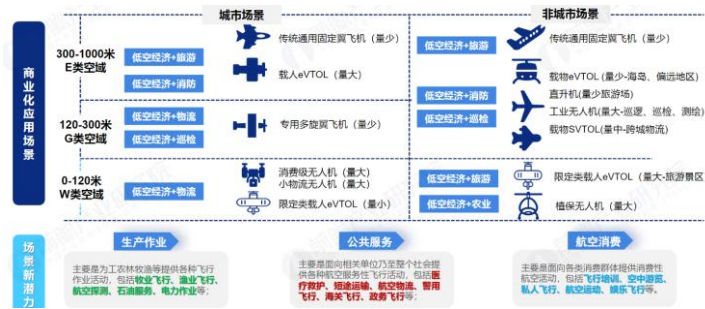 城市场景
非城市场景
商业化应用场景
300-1000米
E类空域
低空经济+旅游
低空经济+消防
传统通用固定翼飞机（量少）
载人eVTOL（量大）
低空经济+旅游
传统通用固定翼飞机（量少）
载物eVTOL (量少-海岛、偏远地区)
低空经济+消防
低空经济+巡检
直升机(量少旅游场)
工业无人机(量大-巡逻、巡检、测绘)
载物SVTOL(量中-跨城物流)
120-300米
G类空域
低空经济+物流
低空经济+巡检
专用多旋翼飞机（量少）
0-120米
W类空域
低空经济+物流
消费级无人机（量大）
小物流无人机（量大）
限定类载人eVTOL（量小）
低空经济+旅游
低空经济+农业
限定类载人eVTOL（量大-旅游景区
植保无人机（量大）
场景新潜力
生产作业
主要是为工农林牧渔等提供各种飞行
作业活动，包括牧业飞行、渔业飞行、
航空探测、石油服务、电力作业等；
公共服务
主要是面向相关单位乃至整个社会提
供各种航空服务性飞行活动，包括医
疗救护、短途运输、航空物流、警用
飞行、海关飞行、政务飞行等；
航空消费
主要是面向各类消费群体提供消费性
航空活动，包括飞行培训、空中游览、
私人飞行、航空运动、娱乐飞行等。